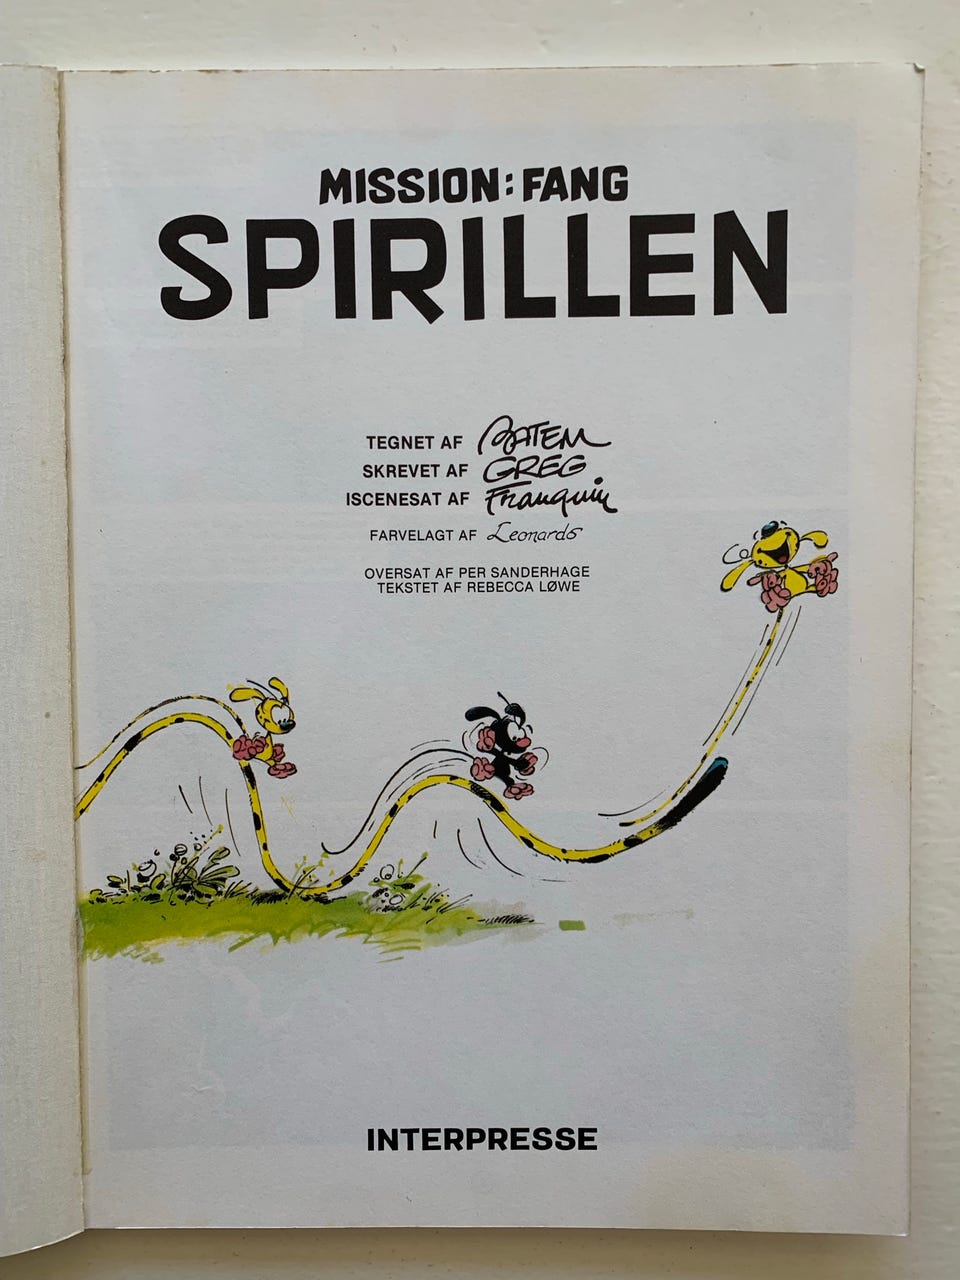 MISSION: FANG
SPIRILLEN
TEGNET AF BATEM
SKREVET AF GREG
ISCENESAT AF Franquin
FARVELAGT AF Leonardo
OVERSAT AF PER SANDERHAGE
TEKSTET AF REBECCA LØWE
INTERPRESSE